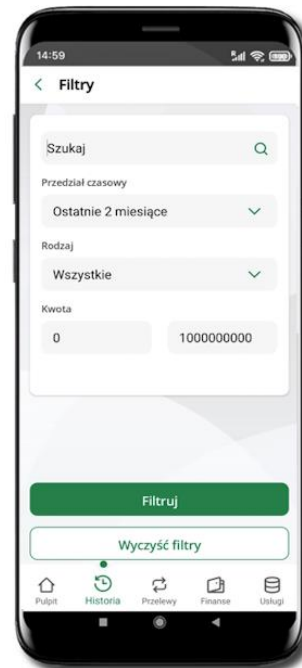 14:59
Filtry
Szukaj
Przedział czasowy
Ostatnie 2 miesiące
Rodzaj
Wszystkie
Kwota
0 1000000000
Filtruj
Wyczyść filtry
Pulpit Historia Przelewy Finanse Usługi